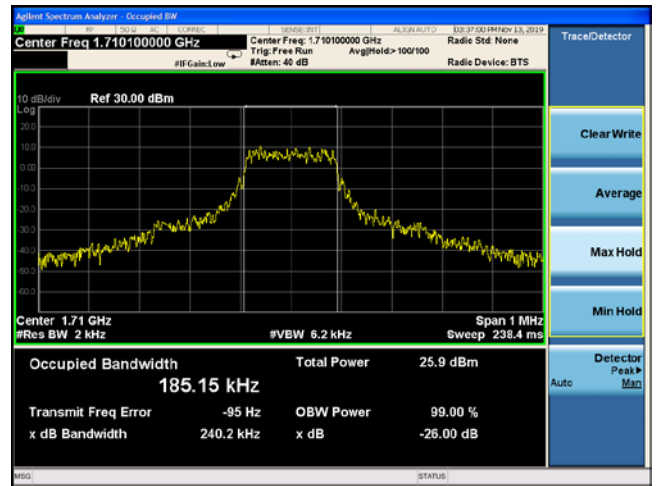 Agilent Spectrum Analyzer - Occupied BW
RF 50 Ω AC CORREC SENSE:INT ALIGN AUTO 03:37:00 PM Nov 13, 2019
Center Freq 1.710100000 GHz
Center Freq: 1.710100000 GHz
Radio Std: None
Trig: Free Run Avg|Hold:> 100/100
#IFGain:Low
#Atten: 40 dB
Radio Device: BTS
10 dB/div Ref 30.00 dBm
Log
20.0
10.0
0.00
-10.0
-20.0
-30.0
-40.0
-50.0
-60.0
Center 1.71 GHz
Span 1 MHz
#Res BW 2 kHz
#VBW 6.2 kHz
Sweep 238.4 ms
Occupied Bandwidth
185.15 kHz
Total Power 25.9 dBm
Transmit Freq Error -95 Hz
OBW Power 99.00 %
x dB Bandwidth 240.2 kHz
x dB -26.00 dB
MSG
STATUS
Trace/Detector
Clear Write
Average
Max Hold
Min Hold
Detector
Peak▶
Auto Man